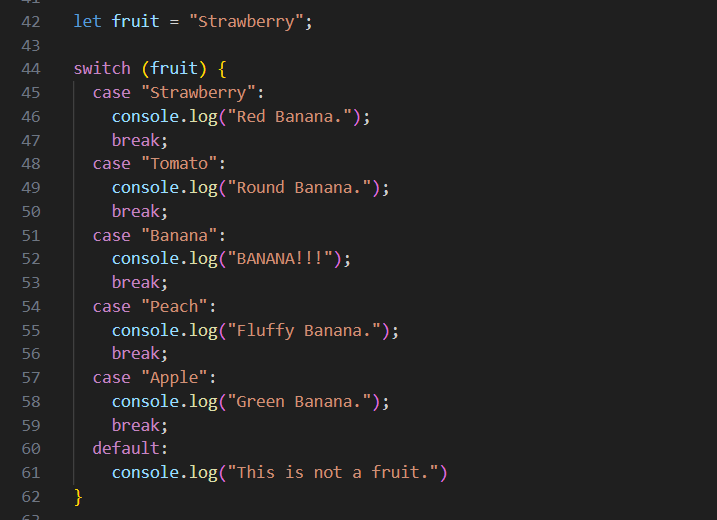 42 let fruit = "Strawberry";
43
44 switch (fruit) {
45   case "Strawberry":
46     console.log("Red Banana.");
47     break;
48   case "Tomato":
49     console.log("Round Banana.");
50     break;
51   case "Banana":
52     console.log("BANANA!!!");
53     break;
54   case "Peach":
55     console.log("Fluffy Banana.");
56     break;
57   case "Apple":
58     console.log("Green Banana.");
59     break;
60   default:
61     console.log("This is not a fruit.")
62 }